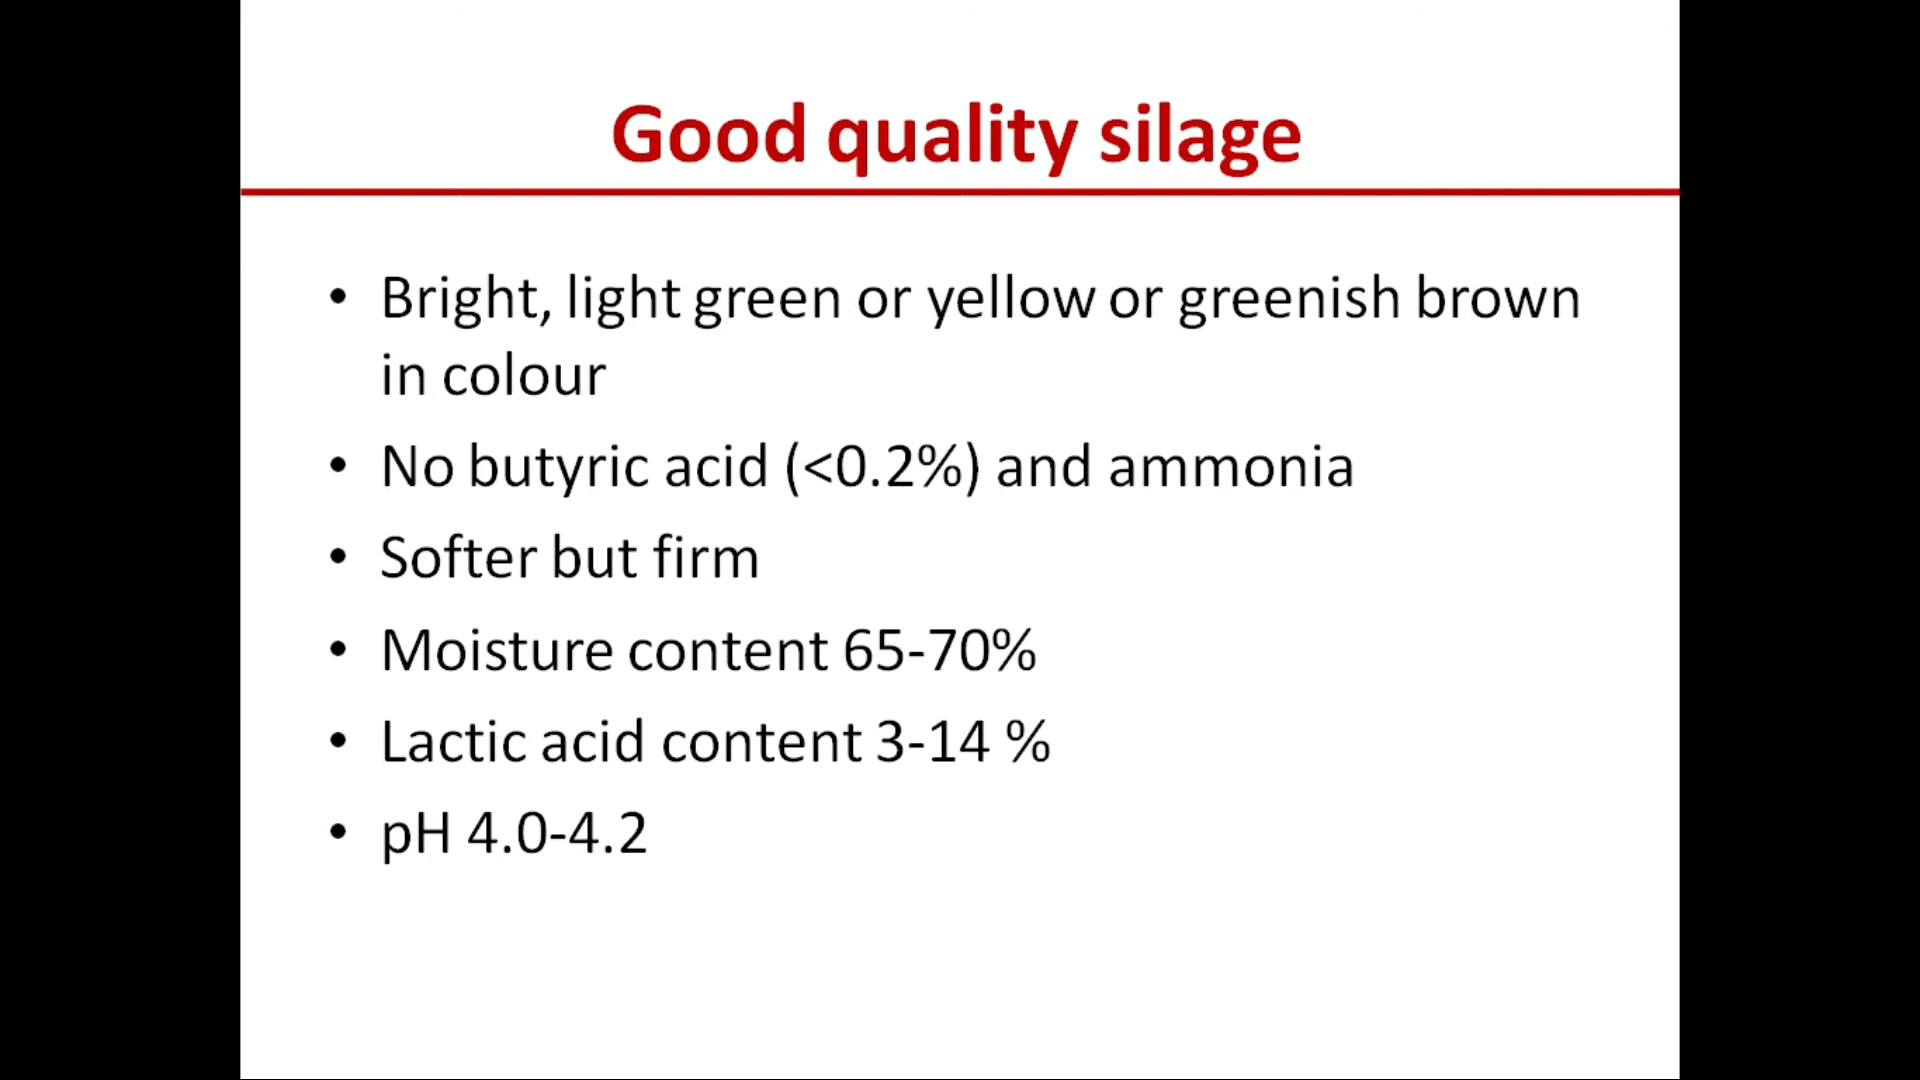 Good quality silage
• Bright, light green or yellow or greenish brown
in colour
• No butyric acid (<0.2%) and ammonia
• Softer but firm
• Moisture content 65-70%
• Lactic acid content 3-14 %
• pH 4.0-4.2